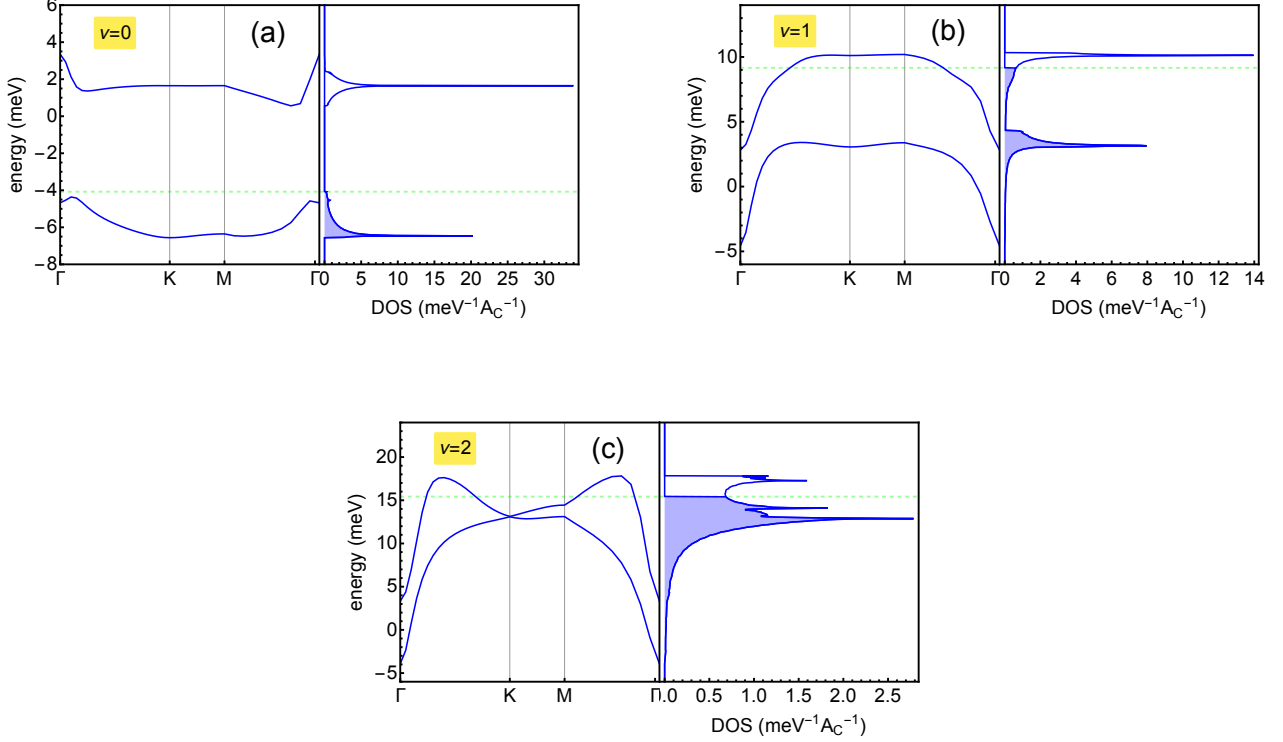 ν=0
(a)
6
4
2
0
−2
−4
−6
−8
energy (meV)
Γ K M Γ
0 5 10 15 20 25 30
DOS (meV⁻¹A_C⁻¹)
ν=1
(b)
10
5
0
−5
energy (meV)
Γ K M Γ
0 2 4 6 8 10 12 14
DOS (meV⁻¹A_C⁻¹)
ν=2
(c)
20
15
10
5
0
−5
energy (meV)
Γ K M Γ
0.0 0.5 1.0 1.5 2.0 2.5
DOS (meV⁻¹A_C⁻¹)